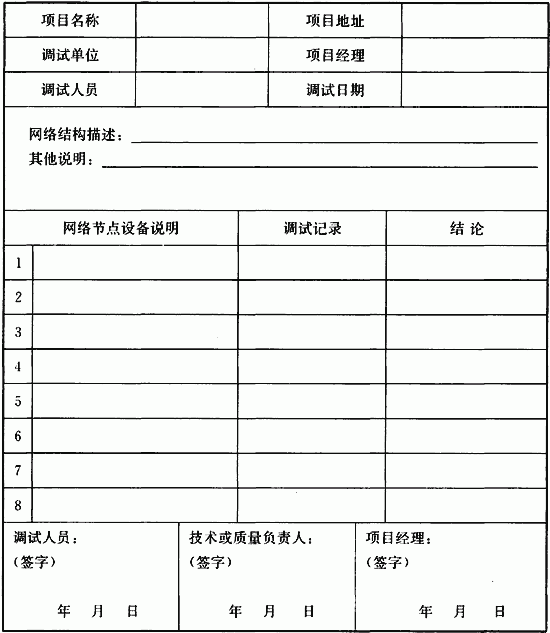 项目名称 项目地址
调试单位 项目经理
调试人员 调试日期
网络结构描述：
其他说明：
网络节点设备说明 调试记录 结 论
1
2
3
4
5
6
7
8
调试人员： 技术或质量负责人： 项目经理：
（签字） （签字） （签字）
年 月 日 年 月 日 年 月 日